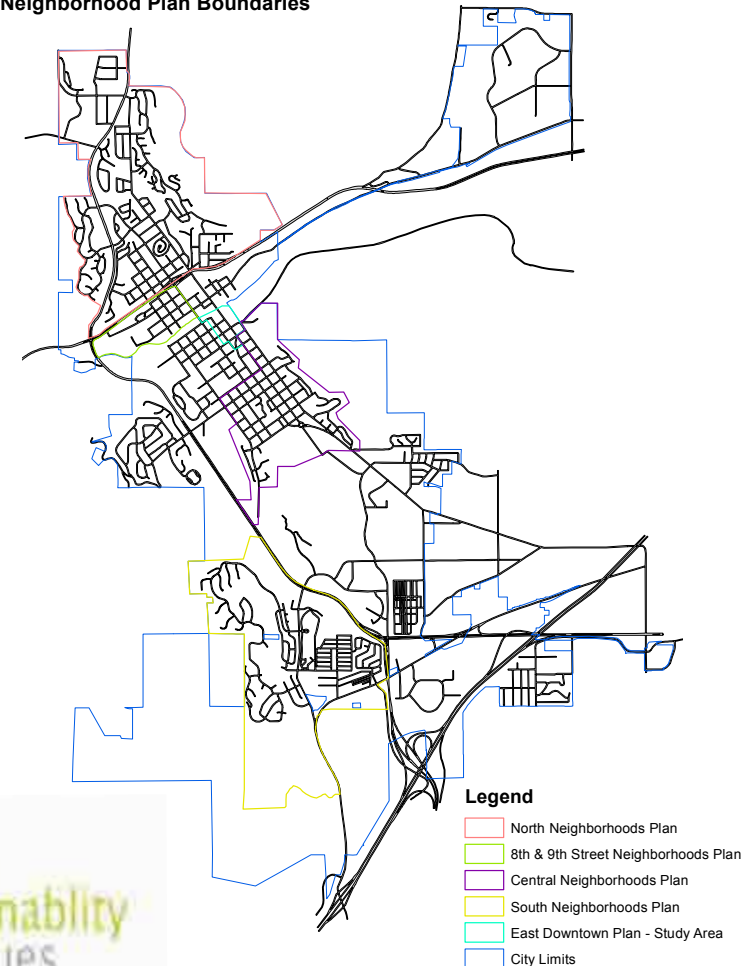 Neighborhood Plan Boundaries
Legend
North Neighborhoods Plan
8th & 9th Street Neighborhoods Plan
Central Neighborhoods Plan
South Neighborhoods Plan
East Downtown Plan - Study Area
City Limits
nablity